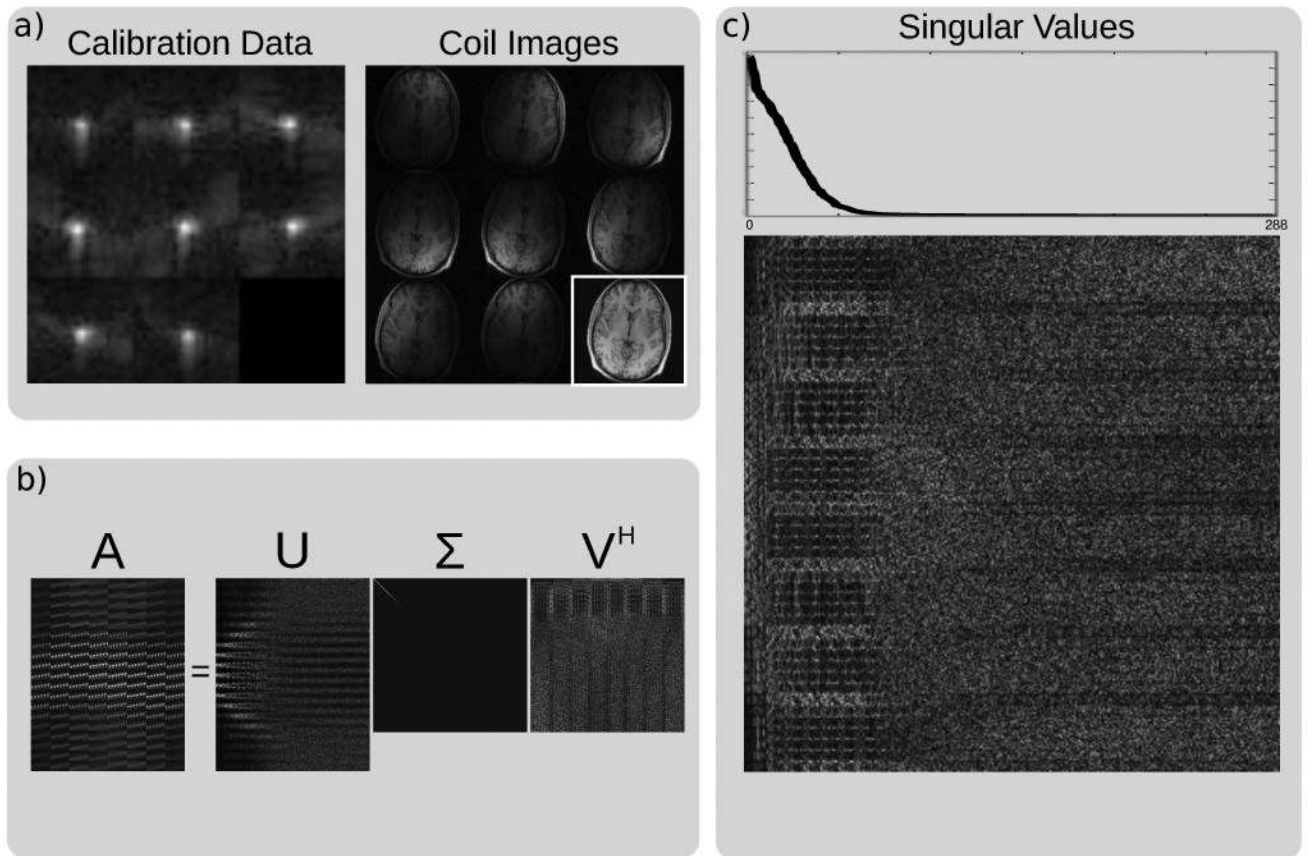 a)
Calibration Data
Coil Images
b)
A
U
Σ
V^H
=
c)
Singular Values
0
288